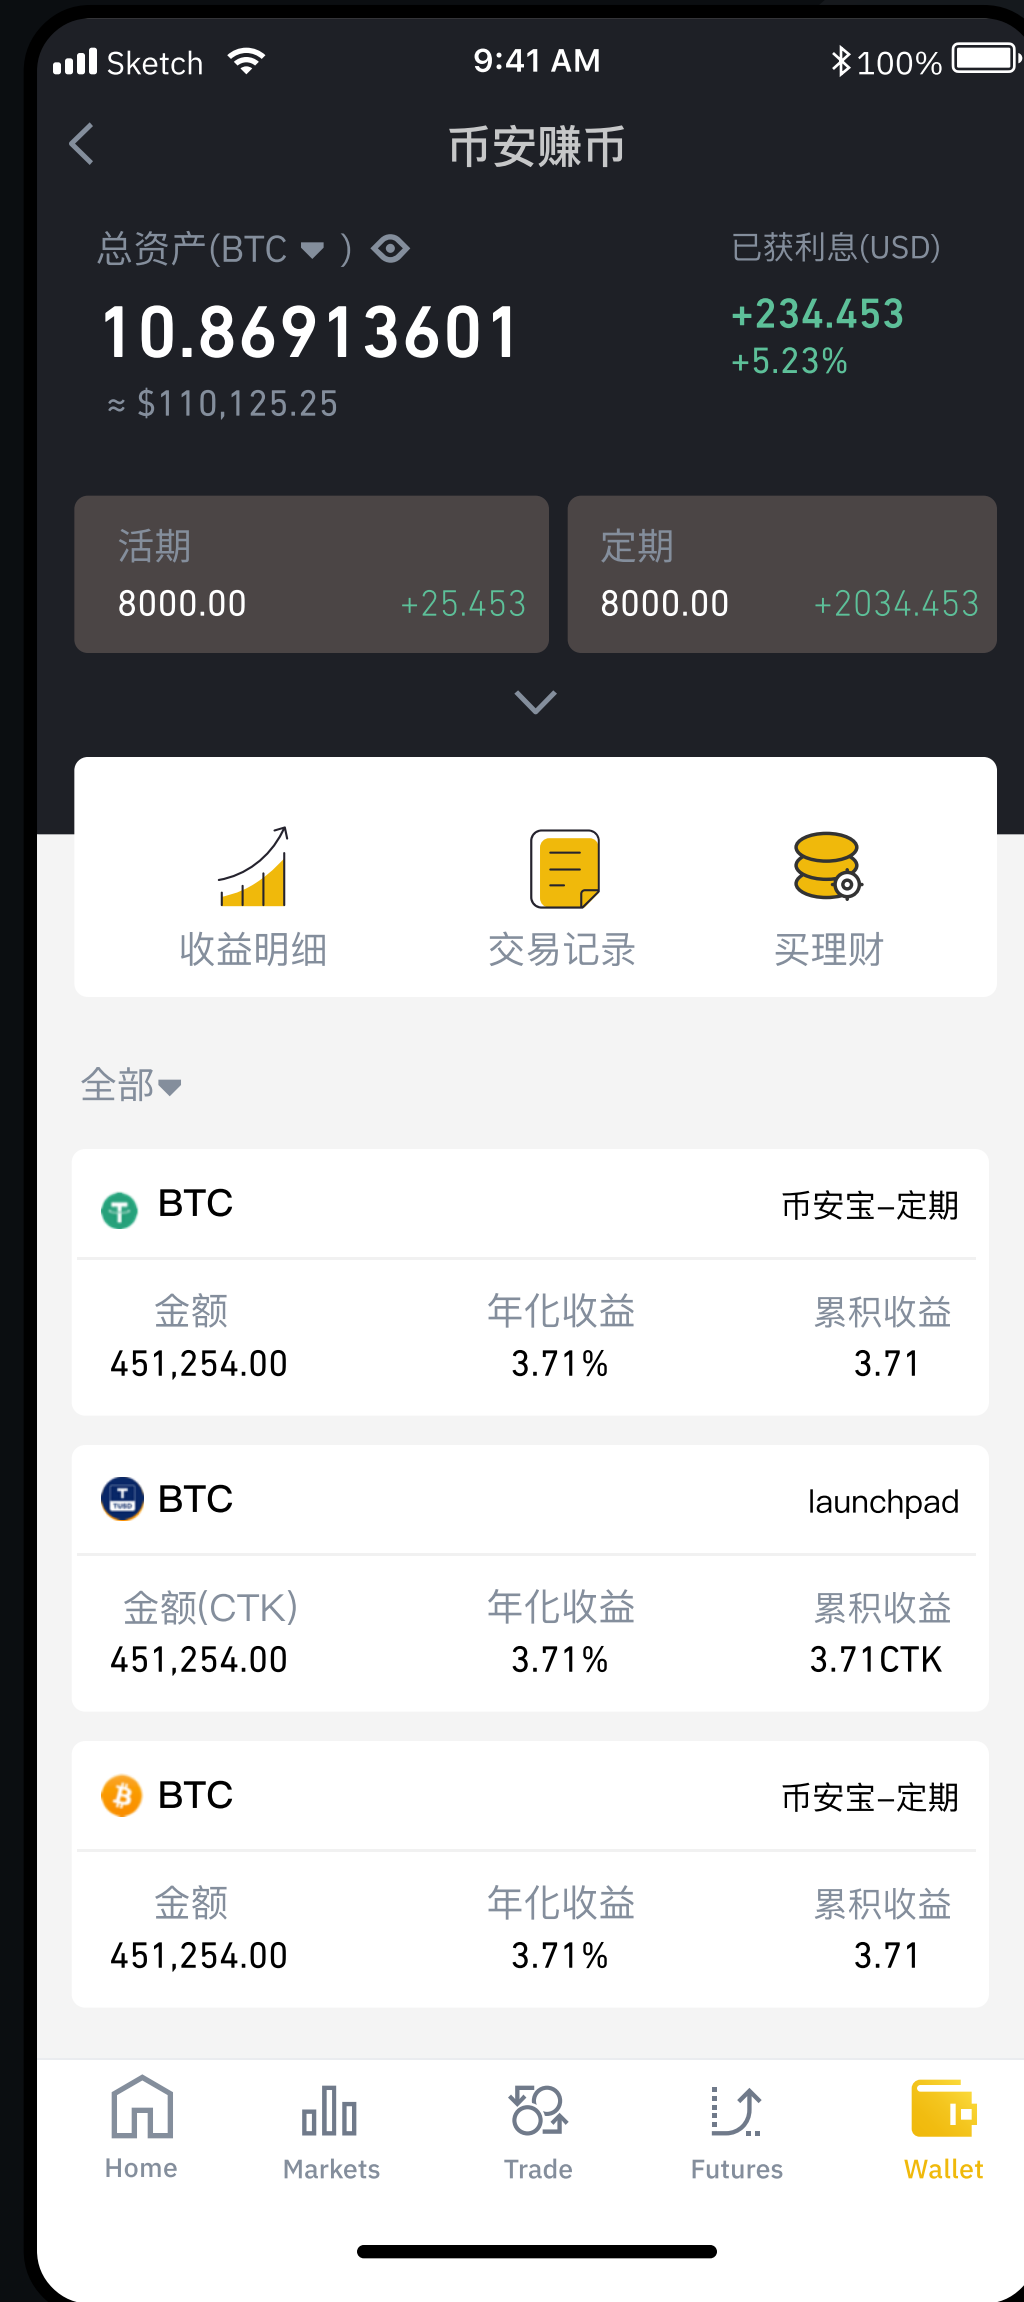 Sketch 9:41 AM 100%
币安赚币
总资产(BTC ) 已获利息(USD)
10.86913601 +234.453
+5.23%
≈ $110,125.25
活期 定期
8000.00 +25.453 8000.00 +2034.453
收益明细 交易记录 买理财
全部
BTC 币安宝-定期
金额 年化收益 累积收益
451,254.00 3.71% 3.71
TUSD
BTC launchpad
金额(CTK) 年化收益 累积收益
451,254.00 3.71% 3.71CTK
BTC 币安宝-定期
金额 年化收益 累积收益
451,254.00 3.71% 3.71
Home Markets Trade Futures Wallet